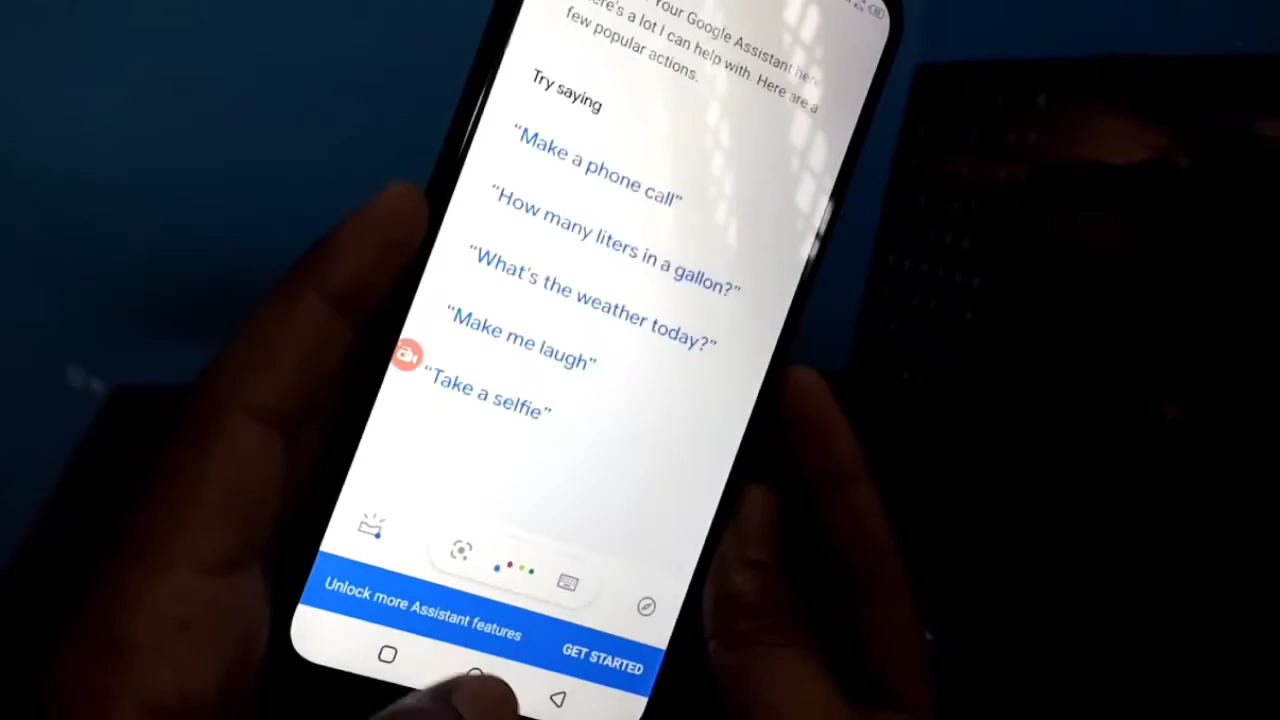 Your Google Assistant here
there's a lot I can help with. Here are a
few popular actions.
Try saying
“Make a phone call”
“How many liters in a gallon?”
“What's the weather today?”
“Make me laugh”
“Take a selfie”
Unlock more Assistant features
GET STARTED